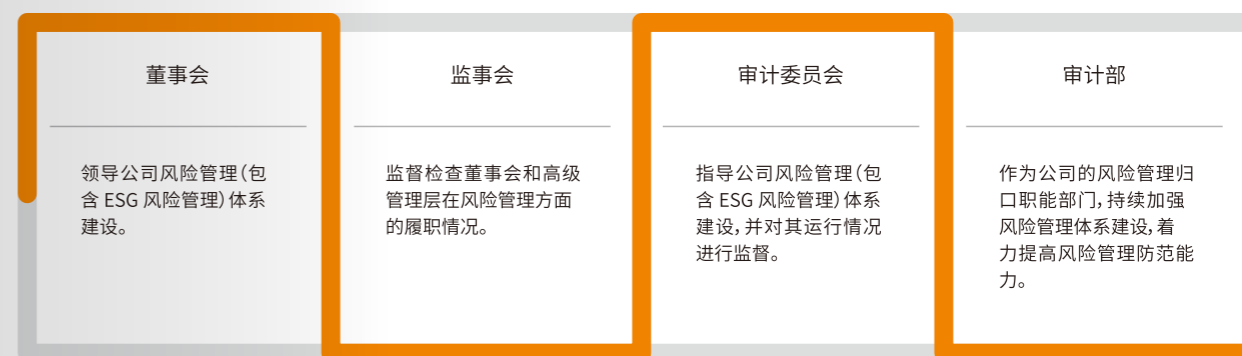 董事会
领导公司风险管理（包
含 ESG 风险管理）体系
建设。
监事会
监督检查董事会和高级
管理层在风险管理方面
的履职情况。
审计委员会
指导公司风险管理（包
含 ESG 风险管理）体系
建设，并对其运行情况
进行监督。
审计部
作为公司的风险管理归
口职能部门，持续加强
风险管理体系建设，着
力提高风险管理防范能
力。